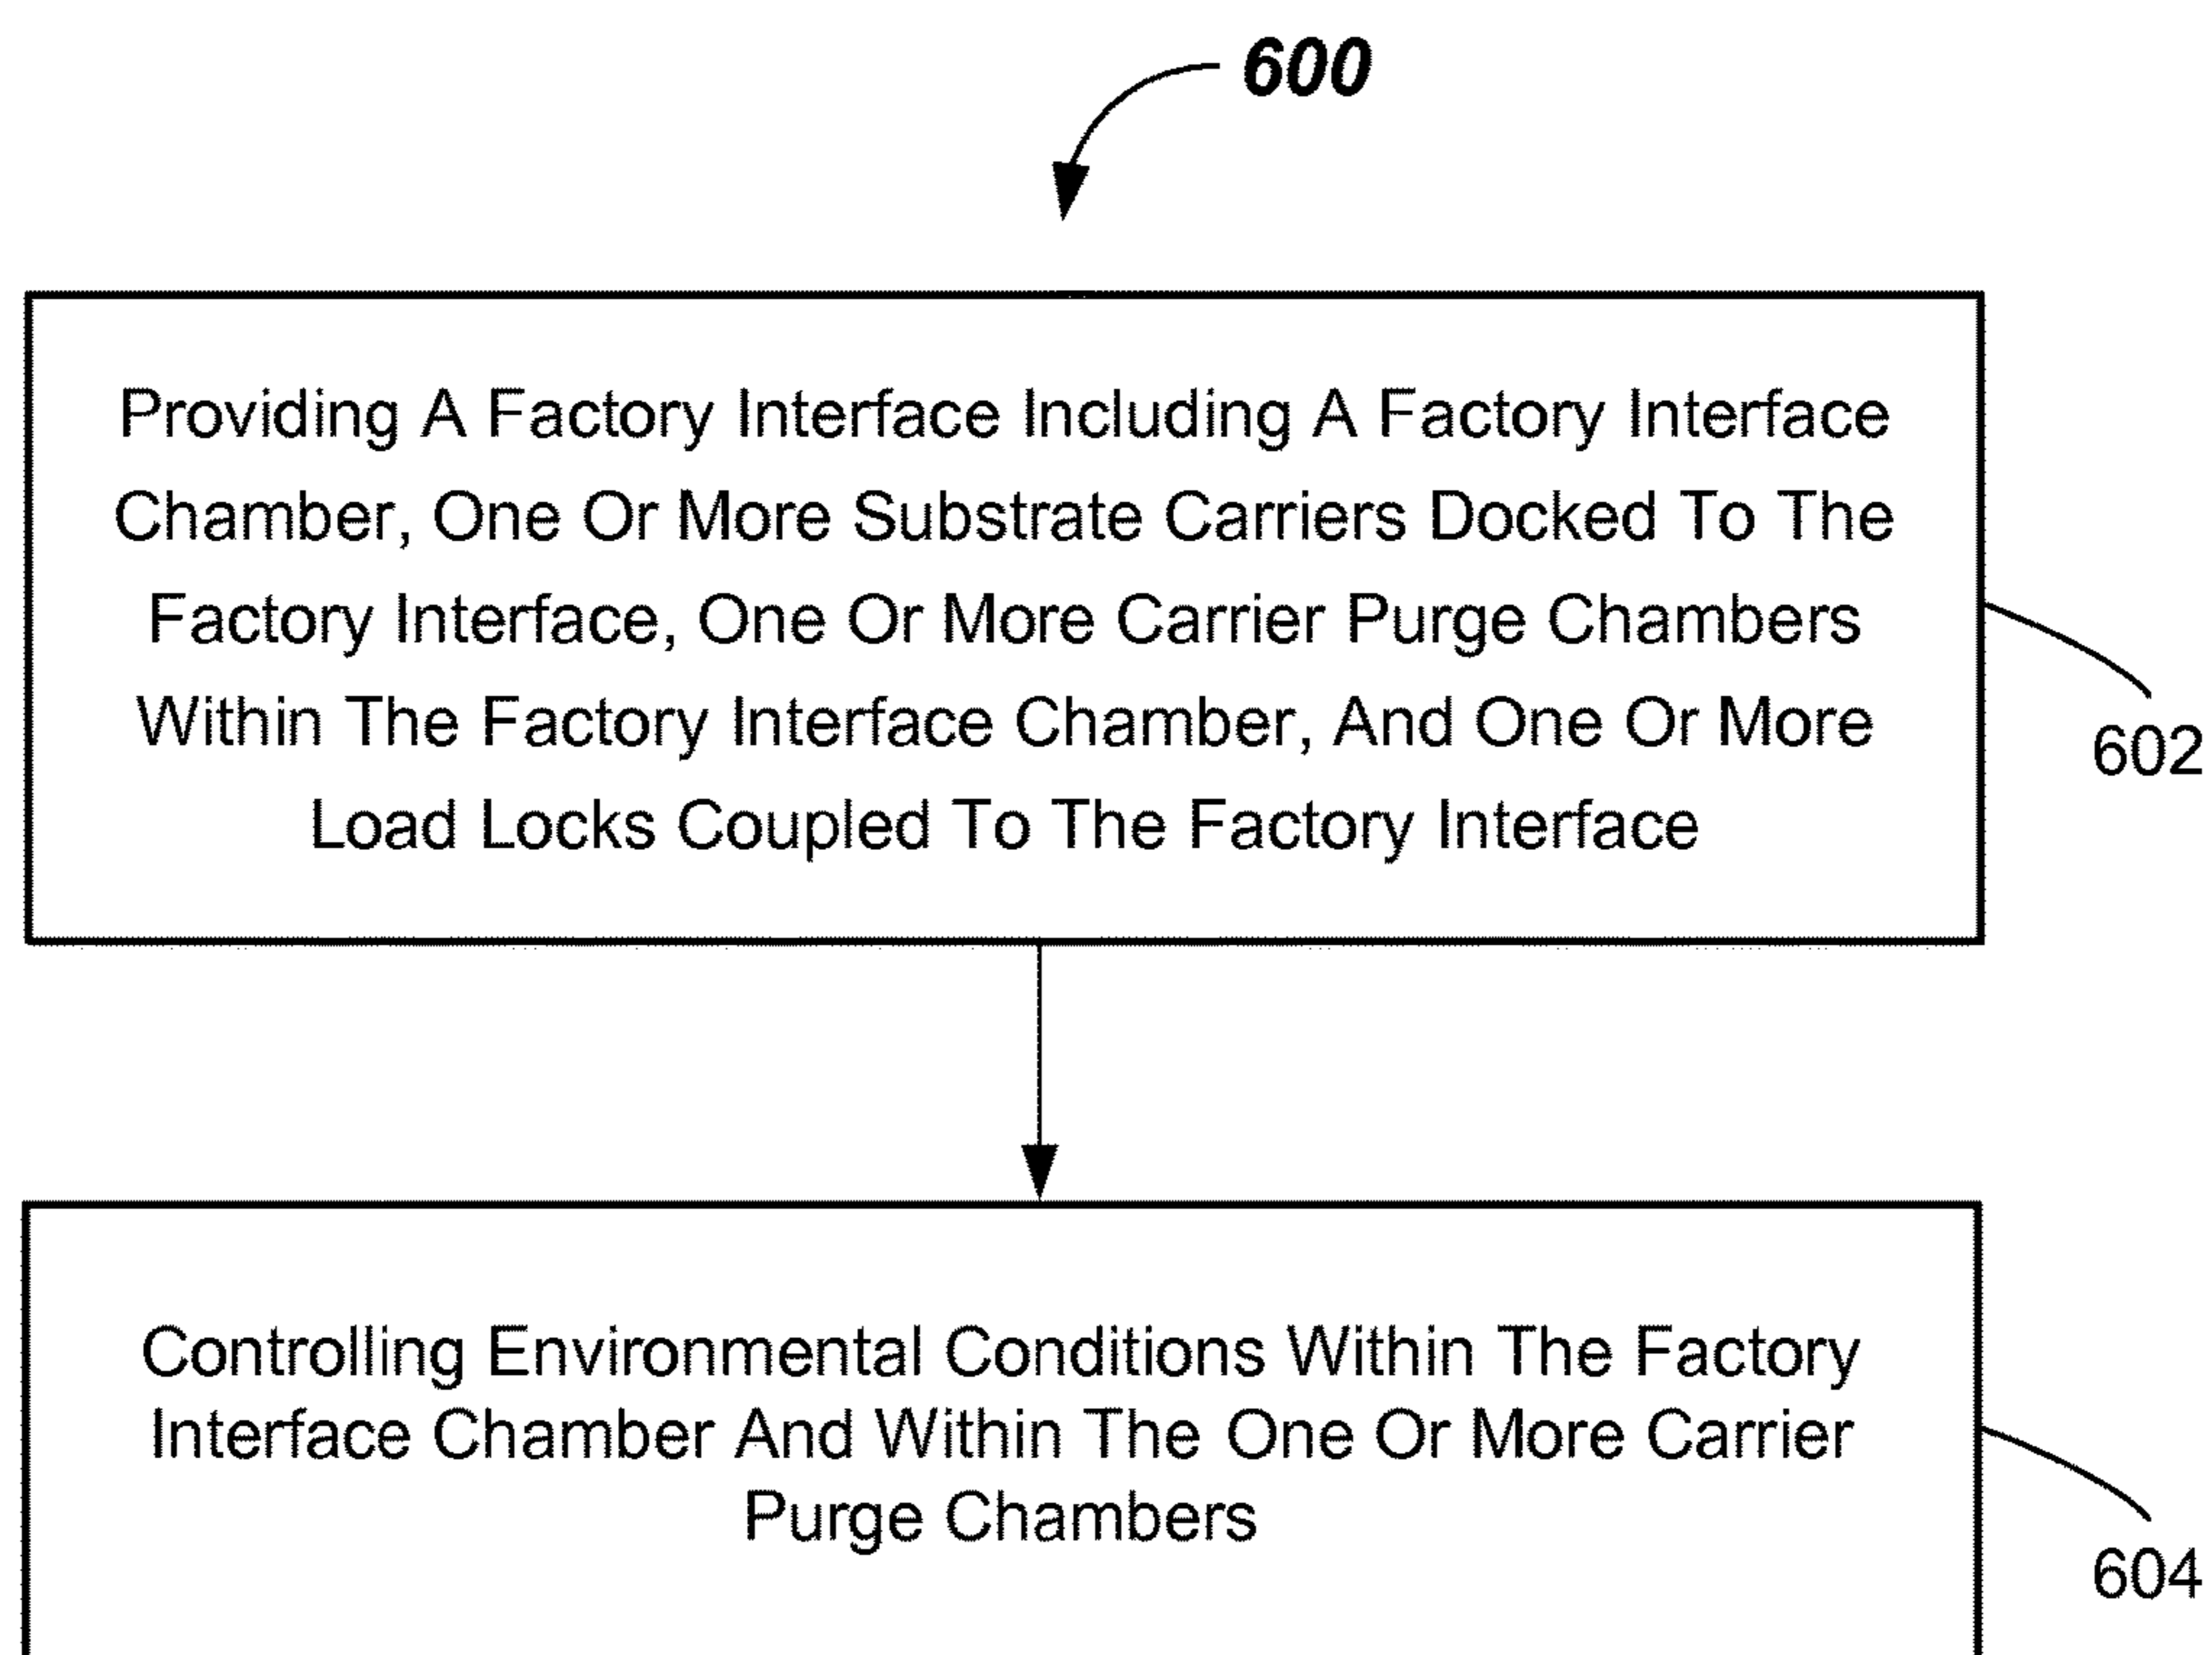 600
Providing A Factory Interface Including A Factory Interface
Chamber, One Or More Substrate Carriers Docked To The
Factory Interface, One Or More Carrier Purge Chambers
Within The Factory Interface Chamber, And One Or More
Load Locks Coupled To The Factory Interface
602
Controlling Environmental Conditions Within The Factory
Interface Chamber And Within The One Or More Carrier
Purge Chambers
604